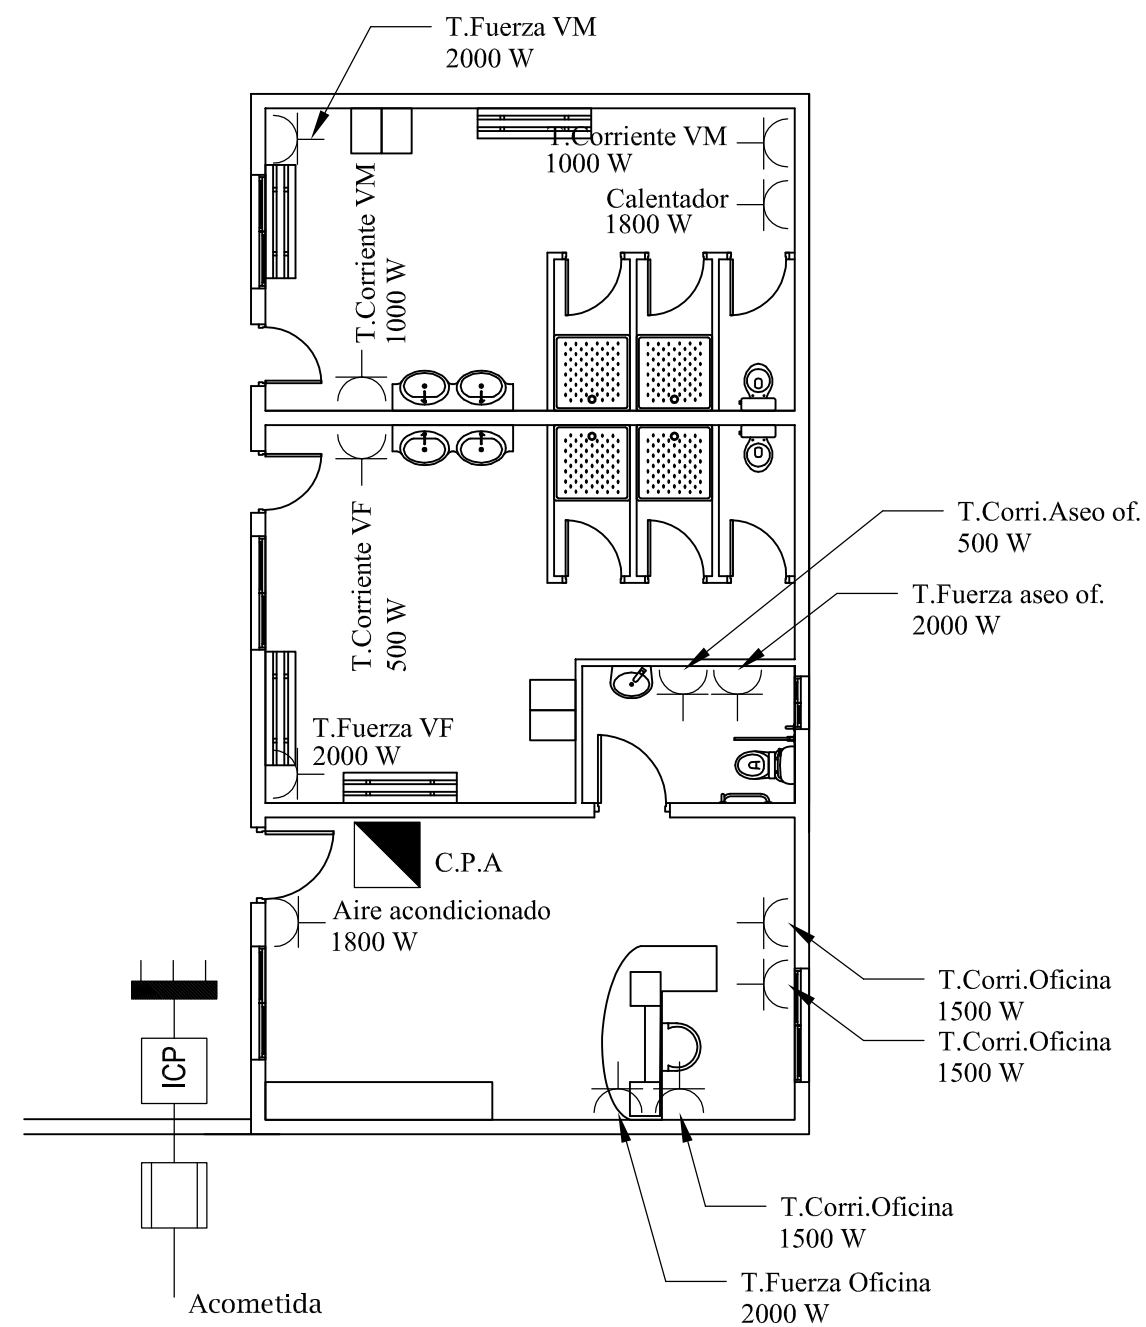 T.Fuerza VM
2000 W
T.Corriente VM
1000 W
Calentador
1800 W
T.Corriente VM
1000 W
T.Corriente VF
500 W
T.Corri.Aseo of.
500 W
T.Fuerza aseo of.
2000 W
T.Fuerza VF
2000 W
C.P.A
Aire acondicionado
1800 W
T.Corri.Oficina
1500 W
T.Corri.Oficina
1500 W
ICP
T.Corri.Oficina
1500 W
T.Fuerza Oficina
2000 W
Acometida